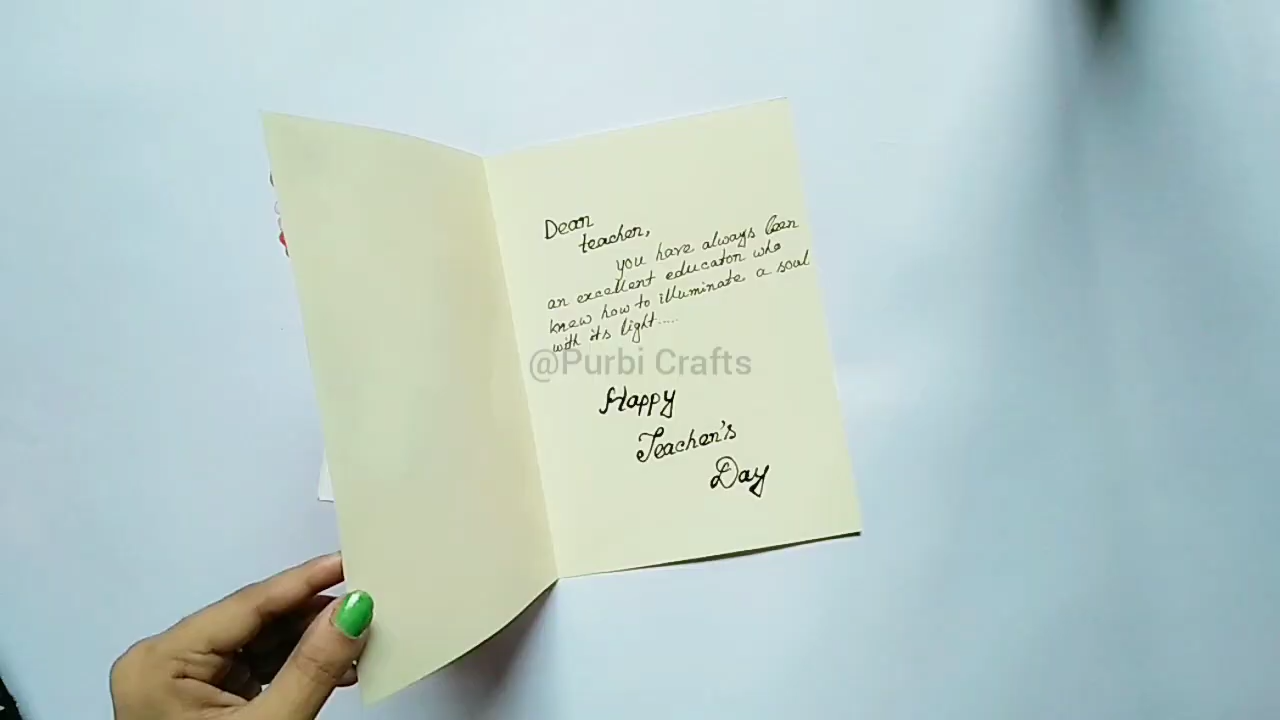 Dear
teacher,
you have always been
an excellent educator who
knew how to illuminate a soul
with its light.....
@Purbi Crafts
Happy
Teacher's
Day